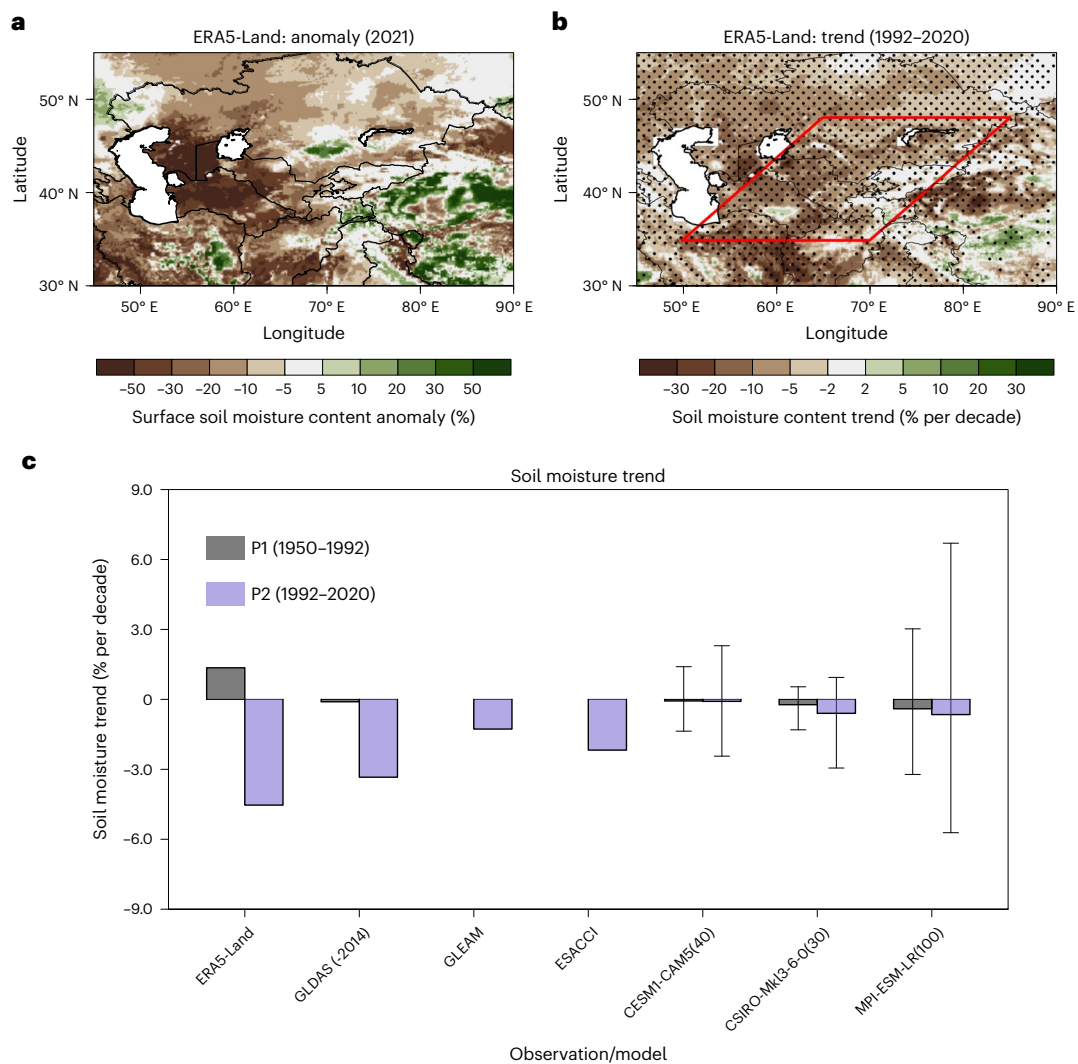 a
ERA5-Land: anomaly (2021)
Latitude
50° N
40° N
30° N
50° E
60° E
70° E
80° E
90° E
Longitude
–50
–30
–20
–10
–5
5
10
20
30
50
Surface soil moisture content anomaly (%)
b
ERA5-Land: trend (1992–2020)
Latitude
50° N
40° N
30° N
50° E
60° E
70° E
80° E
90° E
Longitude
–30
–20
–10
–5
–2
2
5
10
20
30
Soil moisture content trend (% per decade)
c
Soil moisture trend
Soil moisture trend (% per decade)
9.0
6.0
3.0
0
–3.0
–6.0
–9.0
P1 (1950–1992)
P2 (1992–2020)
ERA5-Land
GLDAS (-2014)
GLEAM
ESACCI
CESM1-CAM5(40)
CSIRO-Mkl3-6-0(30)
MPI-ESM-LR(100)
Observation/model